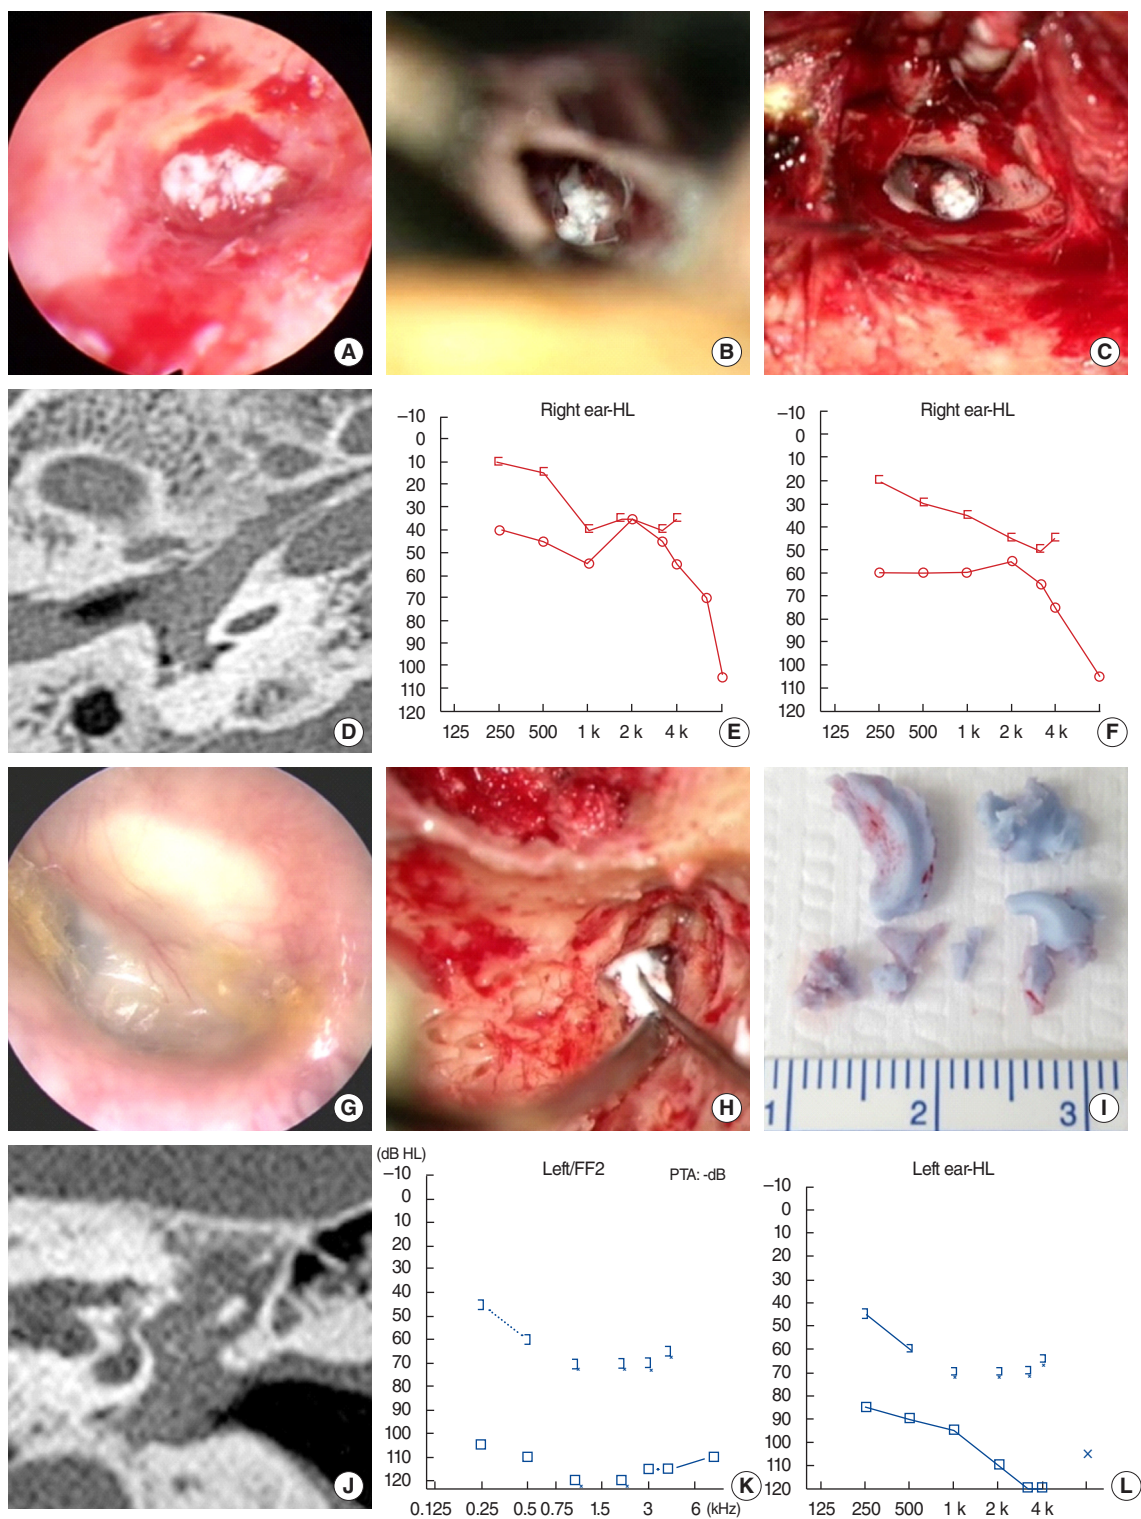 A
B
C
D
Right ear-HL
–10
0
10
20
30
40
50
60
70
80
90
100
110
120
125 250 500 1 k 2 k 4 k
E
Right ear-HL
–10
0
10
20
30
40
50
60
70
80
90
100
110
120
125 250 500 1 k 2 k 4 k
F
G
H
1 2 3
I
J
(dB HL)
Left/FF2
PTA: -dB
–10
0
10
20
30
40
50
60
70
80
90
100
110
120
0.125 0.25 0.5 0.75 1.5 3 6 (kHz)
K
Left ear-HL
–10
0
10
20
30
40
50
60
70
80
90
100
110
120
125 250 500 1 k 2 k 4 k
L